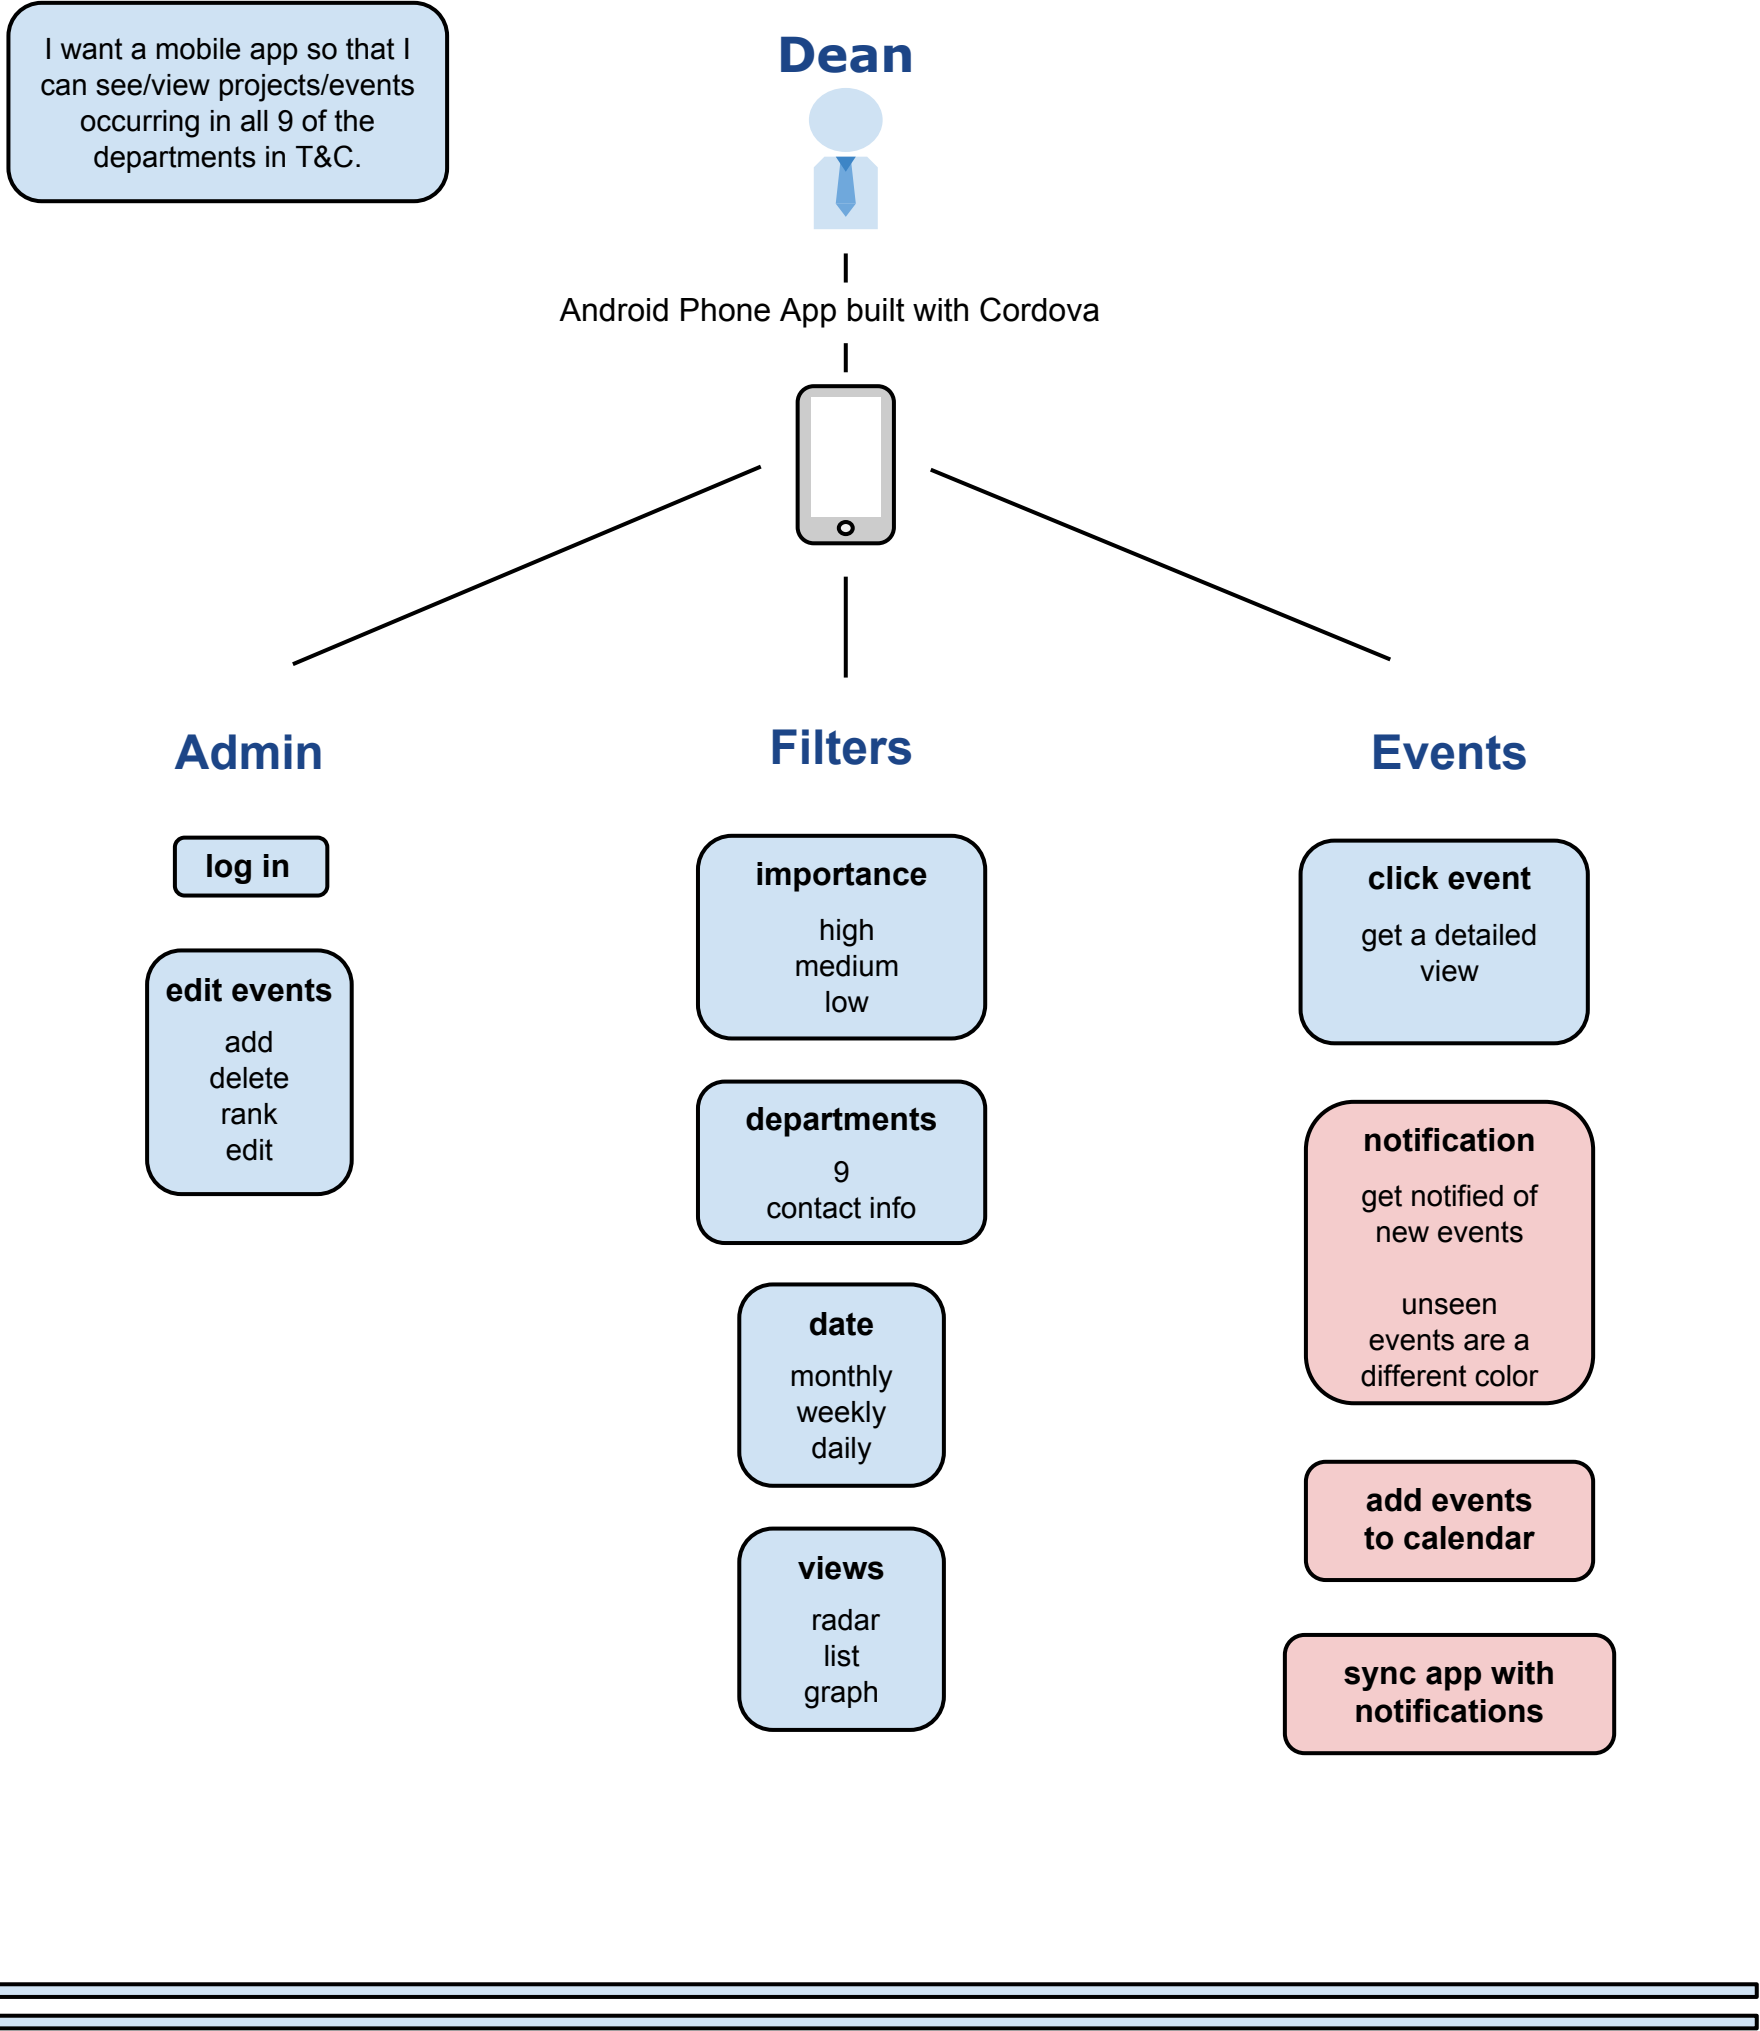 I want a mobile app so that I
can see/view projects/events
occurring in all 9 of the
departments in T&C.
Dean
Android Phone App built with Cordova
Admin
log in
edit events
add
delete
rank
edit
Filters
importance
high
medium
low
departments
9
contact info
date
monthly
weekly
daily
views
radar
list
graph
Events
click event
get a detailed
view
notification
get notified of
new events
unseen
events are a
different color
add events
to calendar
sync app with
notifications